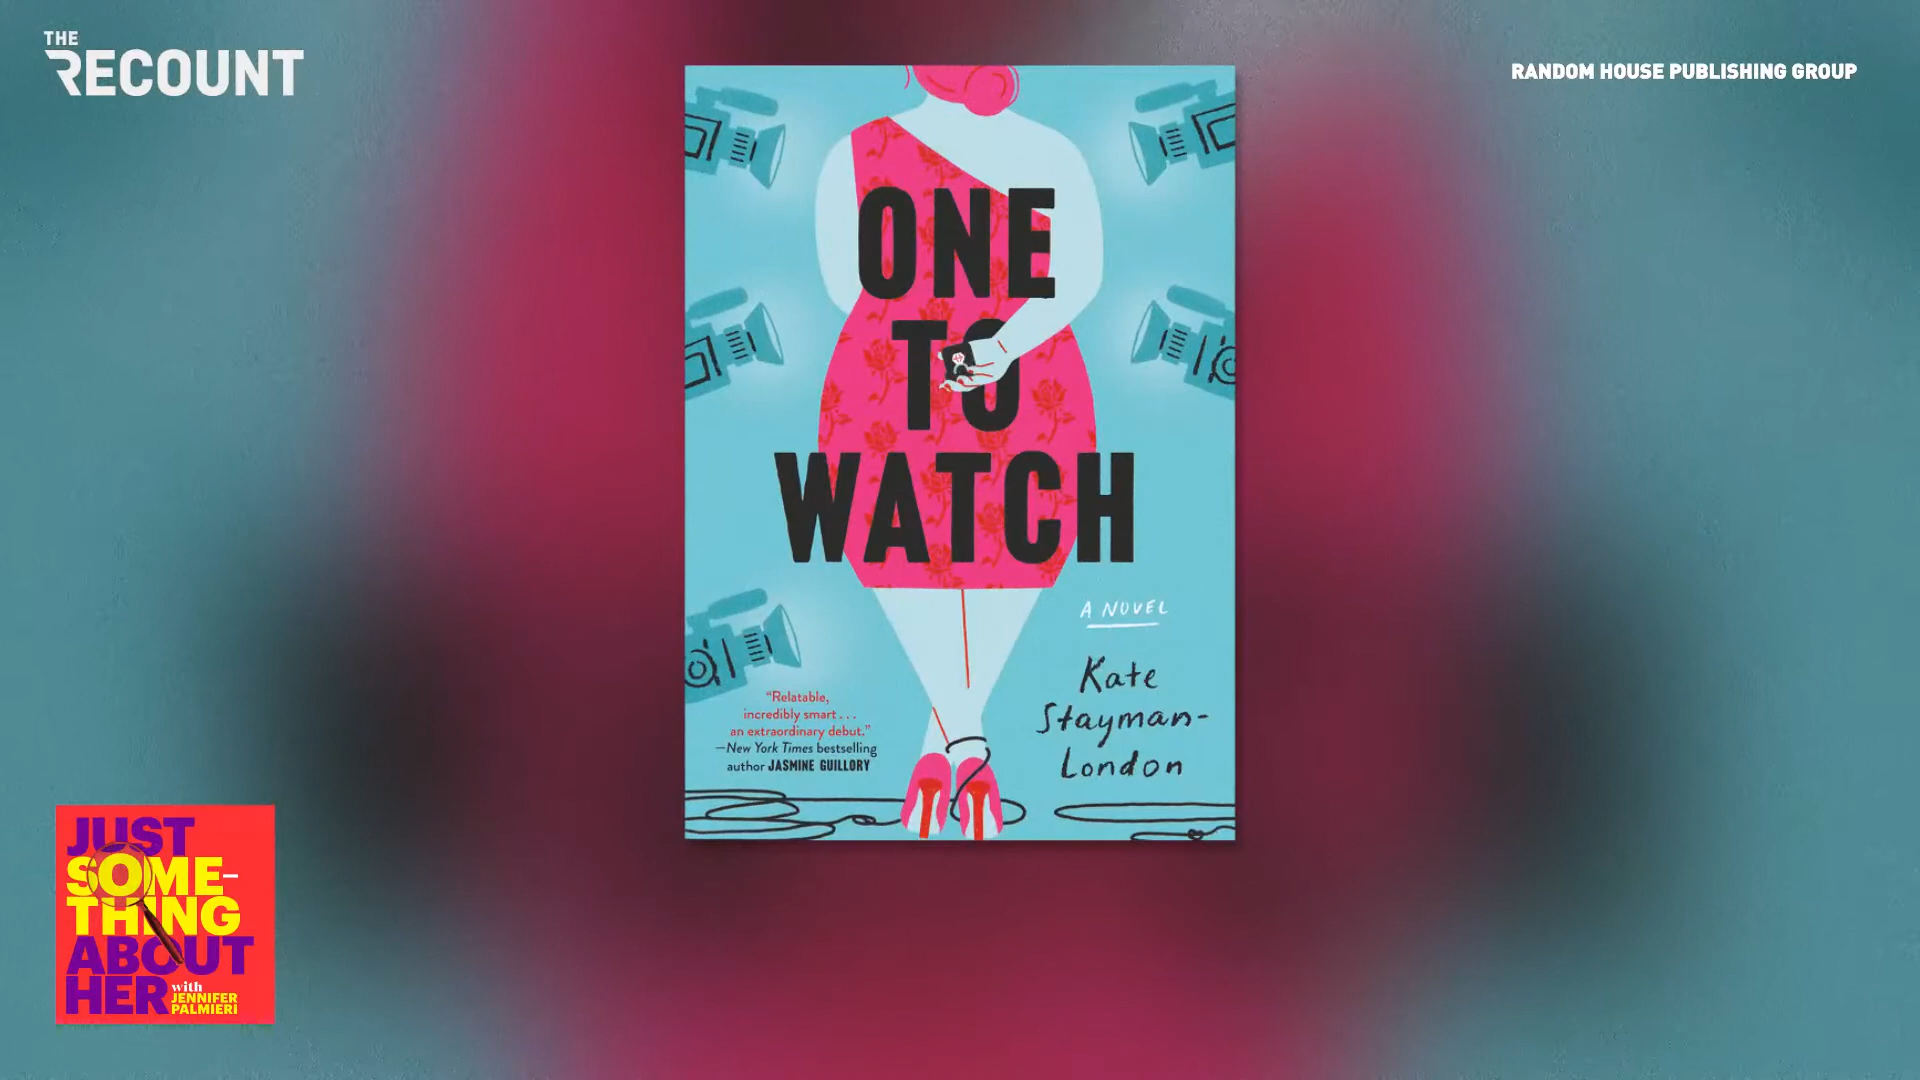 THE
RECOUNT
RANDOM HOUSE PUBLISHING GROUP
ONE
TO
WATCH
A NOVEL
Kate
Stayman-
London
"Relatable,
incredibly smart . . .
an extraordinary debut."
—New York Times bestselling
author JASMINE GUILLORY
JUST
SOME-
THING
ABOUT
HER with
JENNIFER
PALMIERI